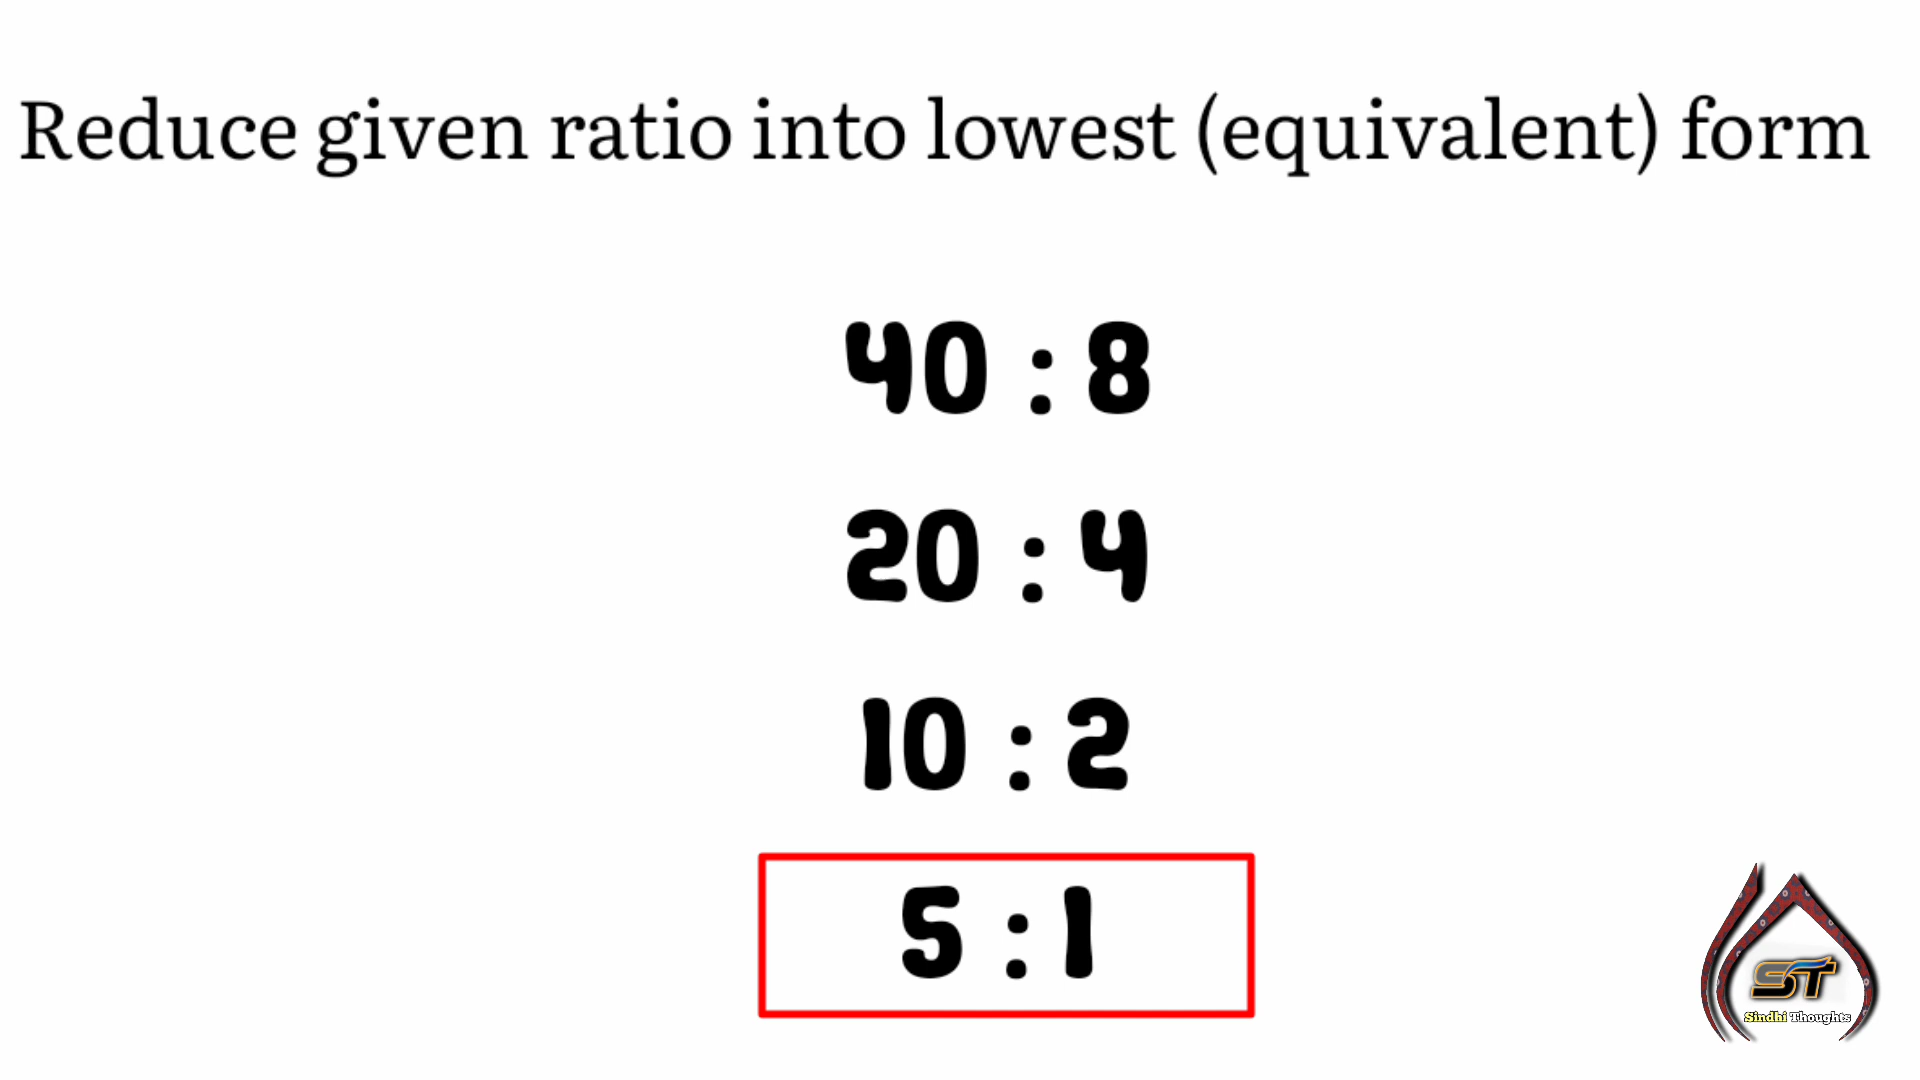 Reduce given ratio into lowest (equivalent) form
40 : 8
20 : 4
10 : 2
5 : 1
ST
Sindhi Thoughts